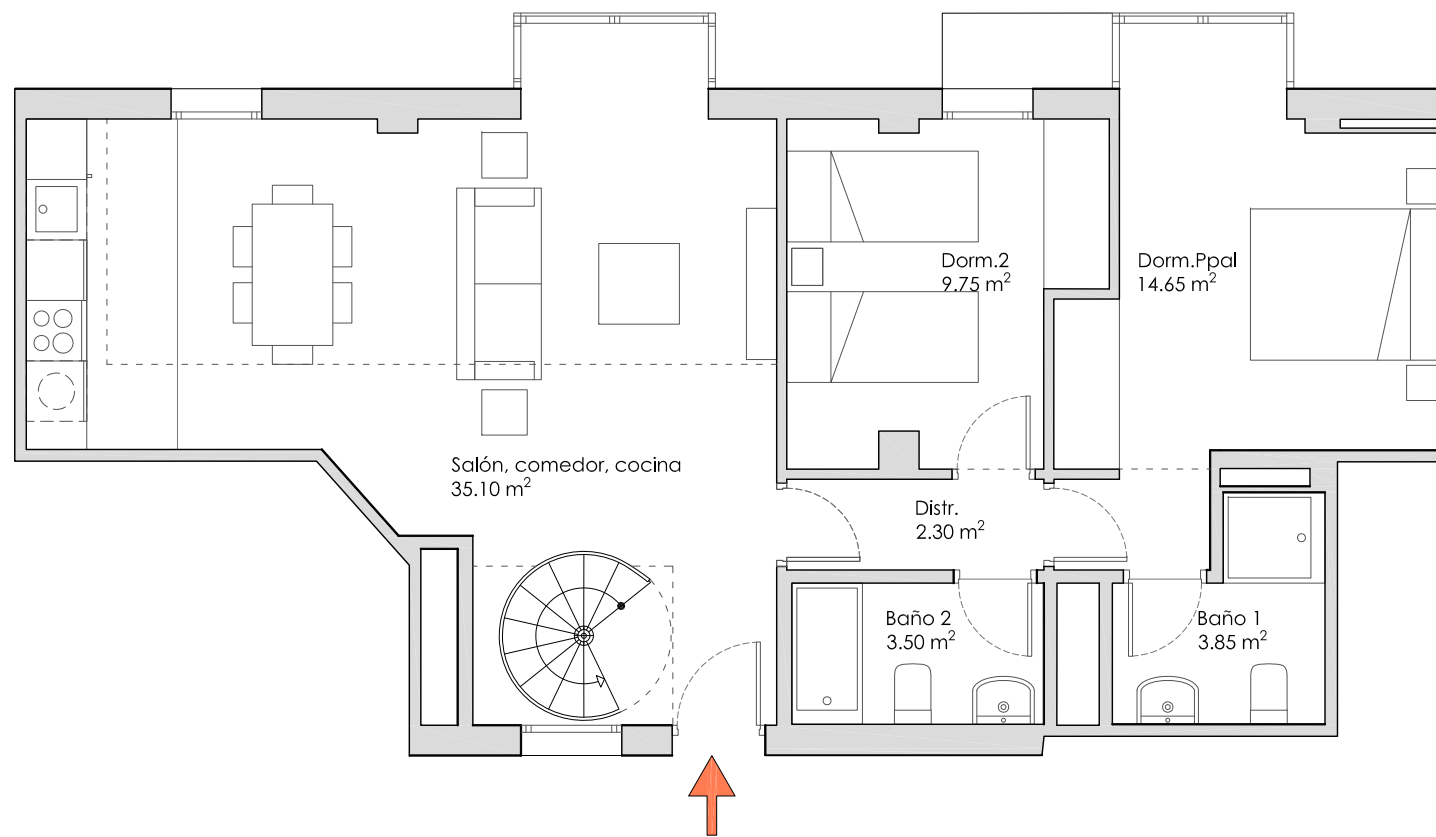 Dorm.2
9.75 m²
Dorm.Ppal
14.65 m²
Salón, comedor, cocina
35.10 m²
Distr.
2.30 m²
Baño 2
3.50 m²
Baño 1
3.85 m²